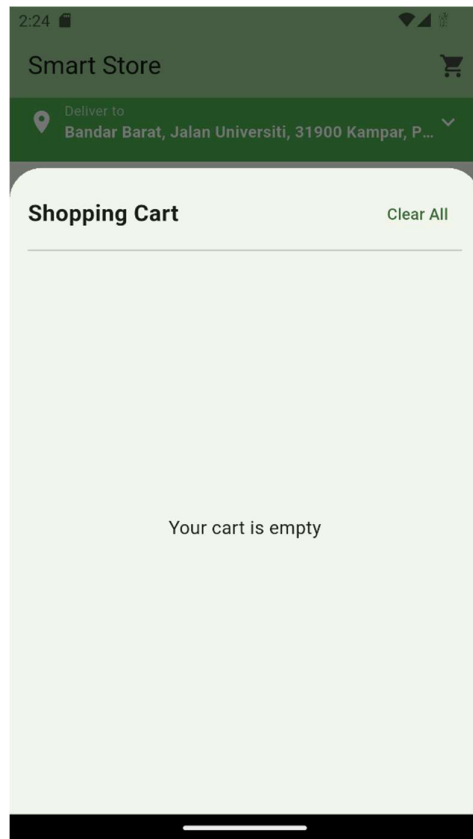 2:24
Smart Store
Deliver to
Bandar Barat, Jalan Universiti, 31900 Kampar, P...
Shopping Cart
Clear All
Your cart is empty